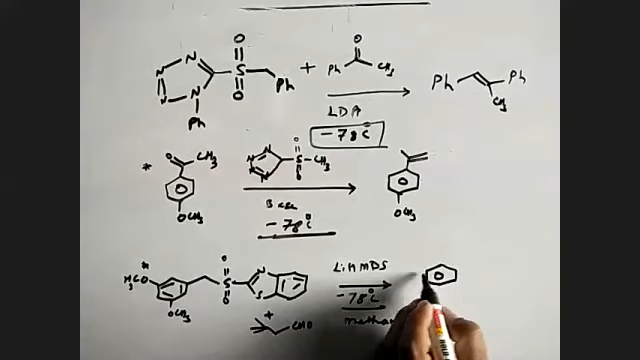 N N N N Ph O S O Ph + Ph O CH3 LDA -78°C Ph Ph CH3
* O CH3 OCH3 N N N O S CH3 O Base -78°C OCH3
H3CO OCH3 O S O N S + CHO LiHMDS -78°C